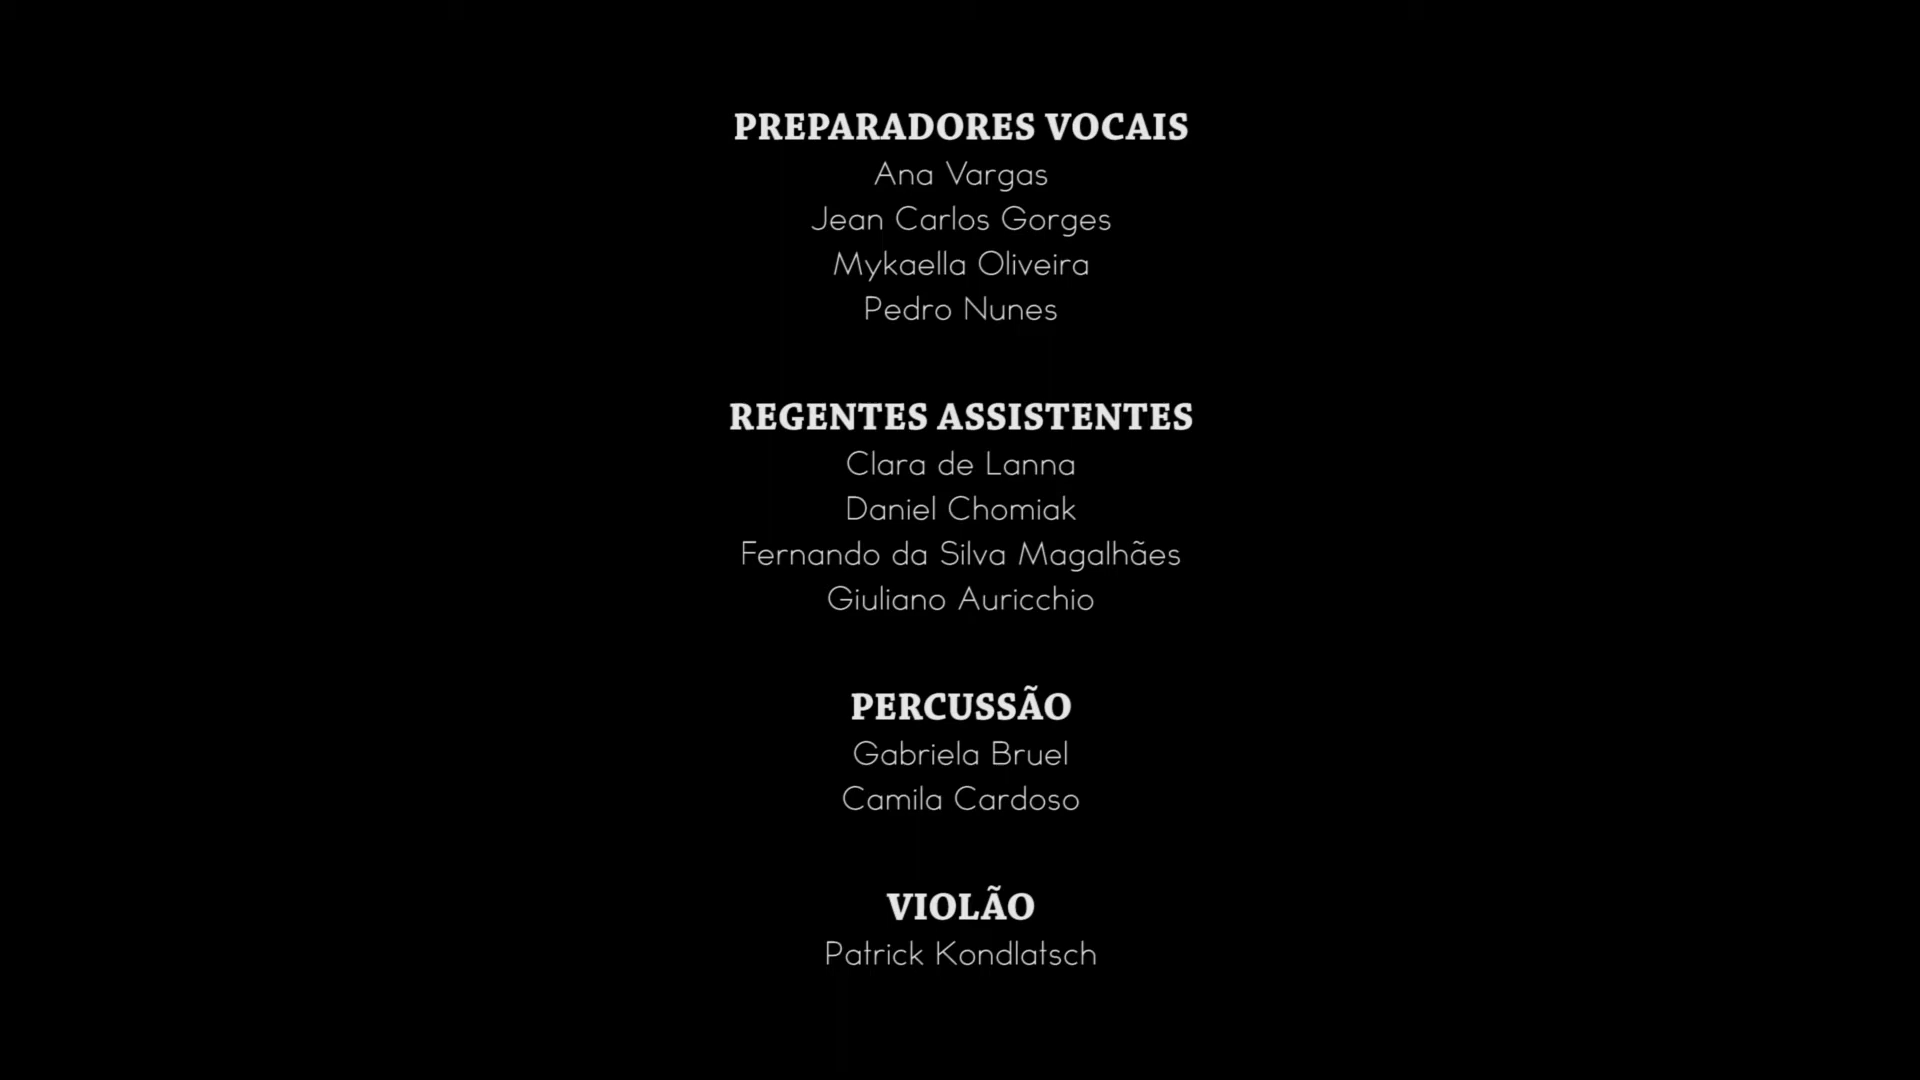 PREPARADORES VOCAIS
Ana Vargas
Jean Carlos Gorges
Mykaella Oliveira
Pedro Nunes
REGENTES ASSISTENTES
Clara de Lanna
Daniel Chomiak
Fernando da Silva Magalhães
Giuliano Auricchio
PERCUSSÃO
Gabriela Bruel
Camila Cardoso
VIOLÃO
Patrick Kondlatsch